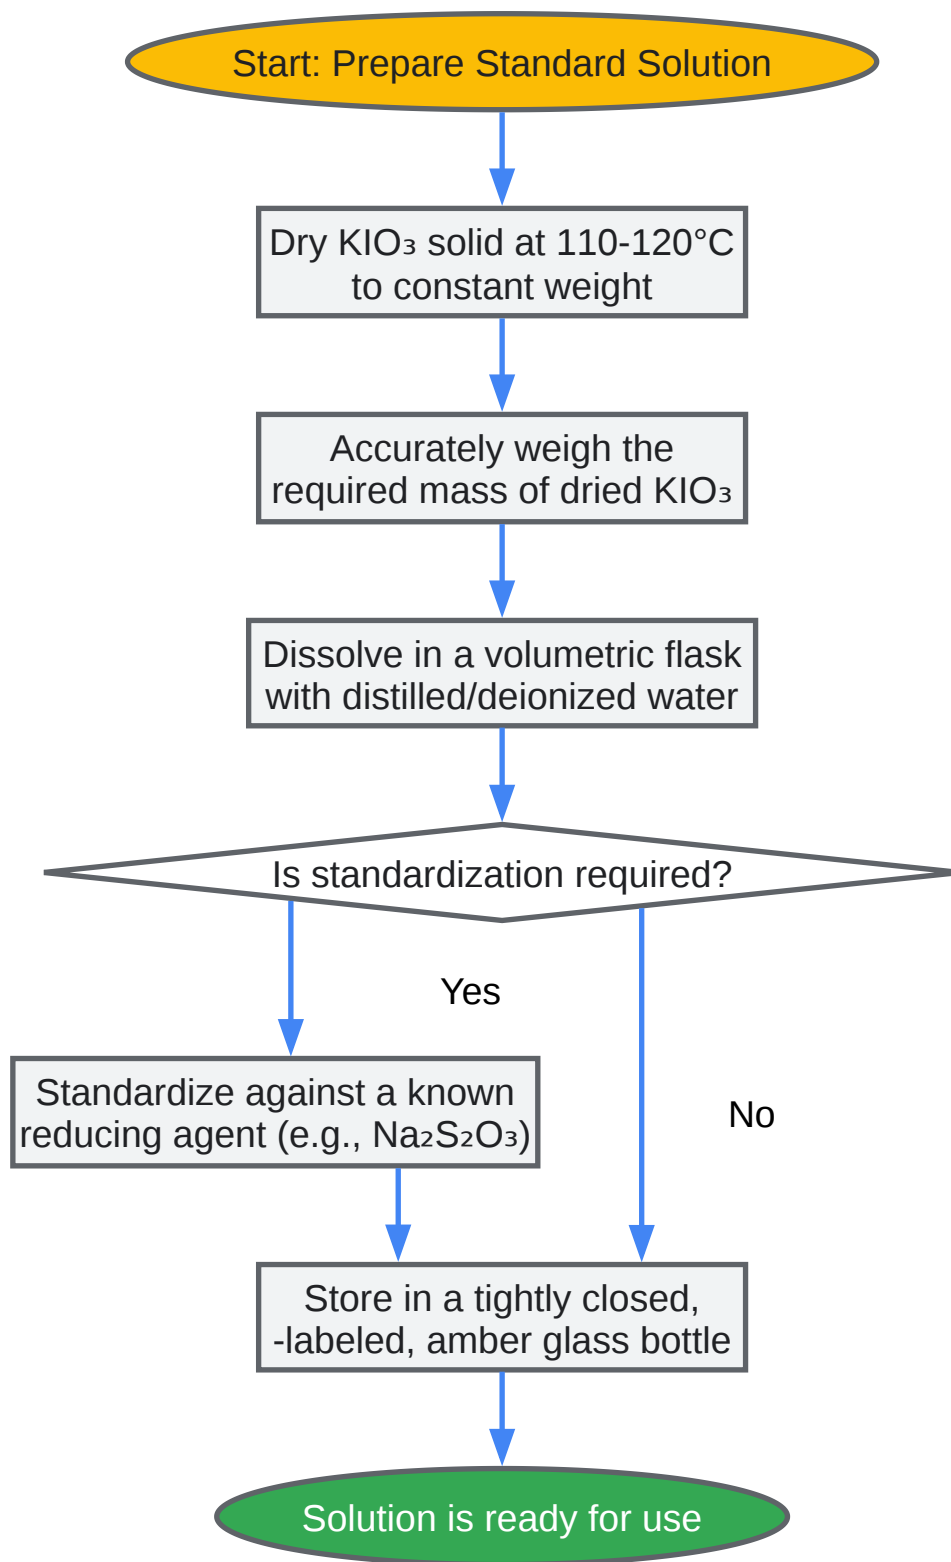 Start: Prepare Standard Solution
Dry KIO₃ solid at 110-120°C
to constant weight
Accurately weigh the
required mass of dried KIO₃
Dissolve in a volumetric flask
with distilled/deionized water
Is standardization required?
Yes
Standardize against a known
reducing agent (e.g., Na₂S₂O₃)
No
Store in a tightly closed,
-labeled, amber glass bottle
Solution is ready for use